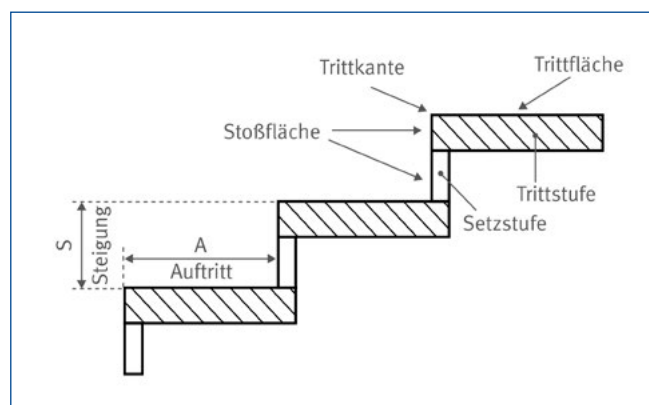 Trittkante
Trittfläche
Stoßfläche
Trittstufe
Setzstufe
S
Steigung
A
Auftritt